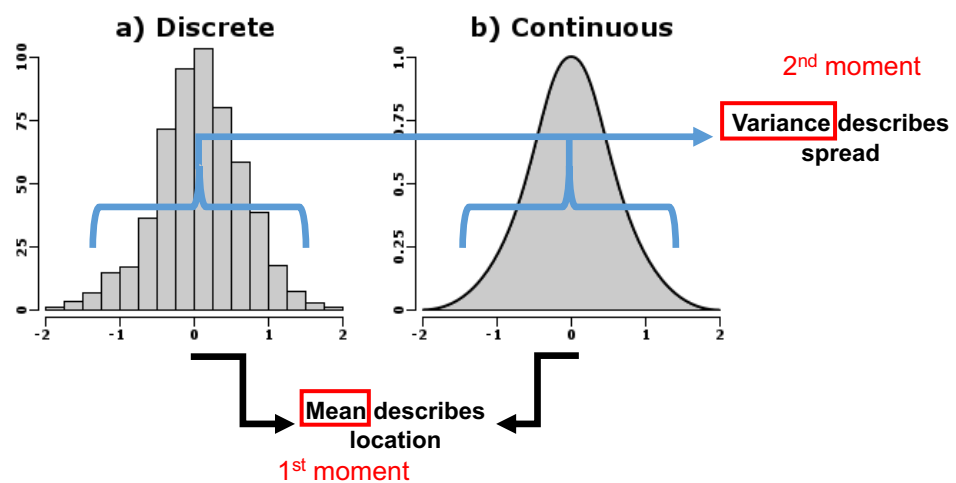 a) Discrete
b) Continuous
100
75
50
25
0
-2 -1 0 1 2
1.0
0.75
0.5
0.25
0
-2 -1 0 1 2
2nd moment
Variance describes
spread
Mean describes
location
1st moment